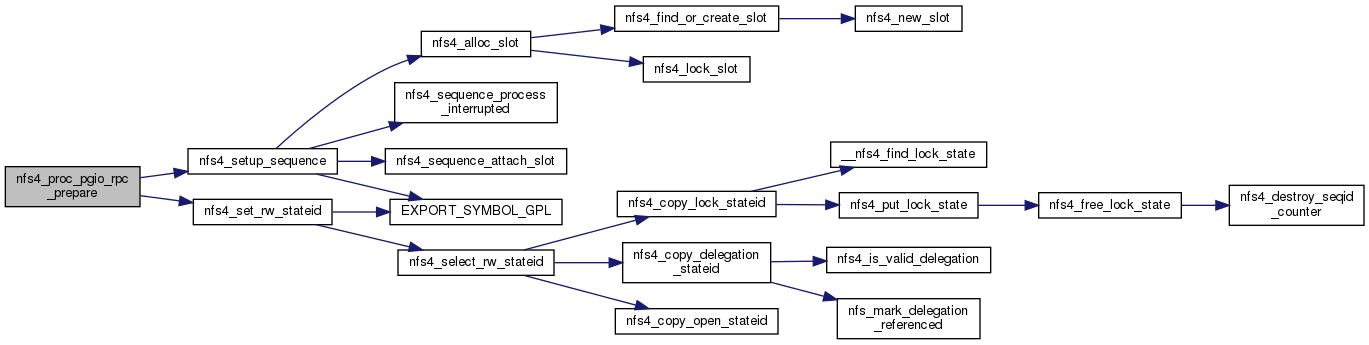 nfs4_proc_pgio_rpc
_prepare
nfs4_setup_sequence
nfs4_set_rw_stateid
nfs4_alloc_slot
nfs4_sequence_process
_interrupted
nfs4_sequence_attach_slot
EXPORT_SYMBOL_GPL
nfs4_select_rw_stateid
nfs4_find_or_create_slot
nfs4_lock_slot
nfs4_copy_lock_stateid
nfs4_copy_delegation
_stateid
nfs4_copy_open_stateid
nfs4_new_slot
__nfs4_find_lock_state
nfs4_put_lock_state
nfs4_is_valid_delegation
nfs_mark_delegation
_referenced
nfs4_free_lock_state
nfs4_destroy_seqid
_counter